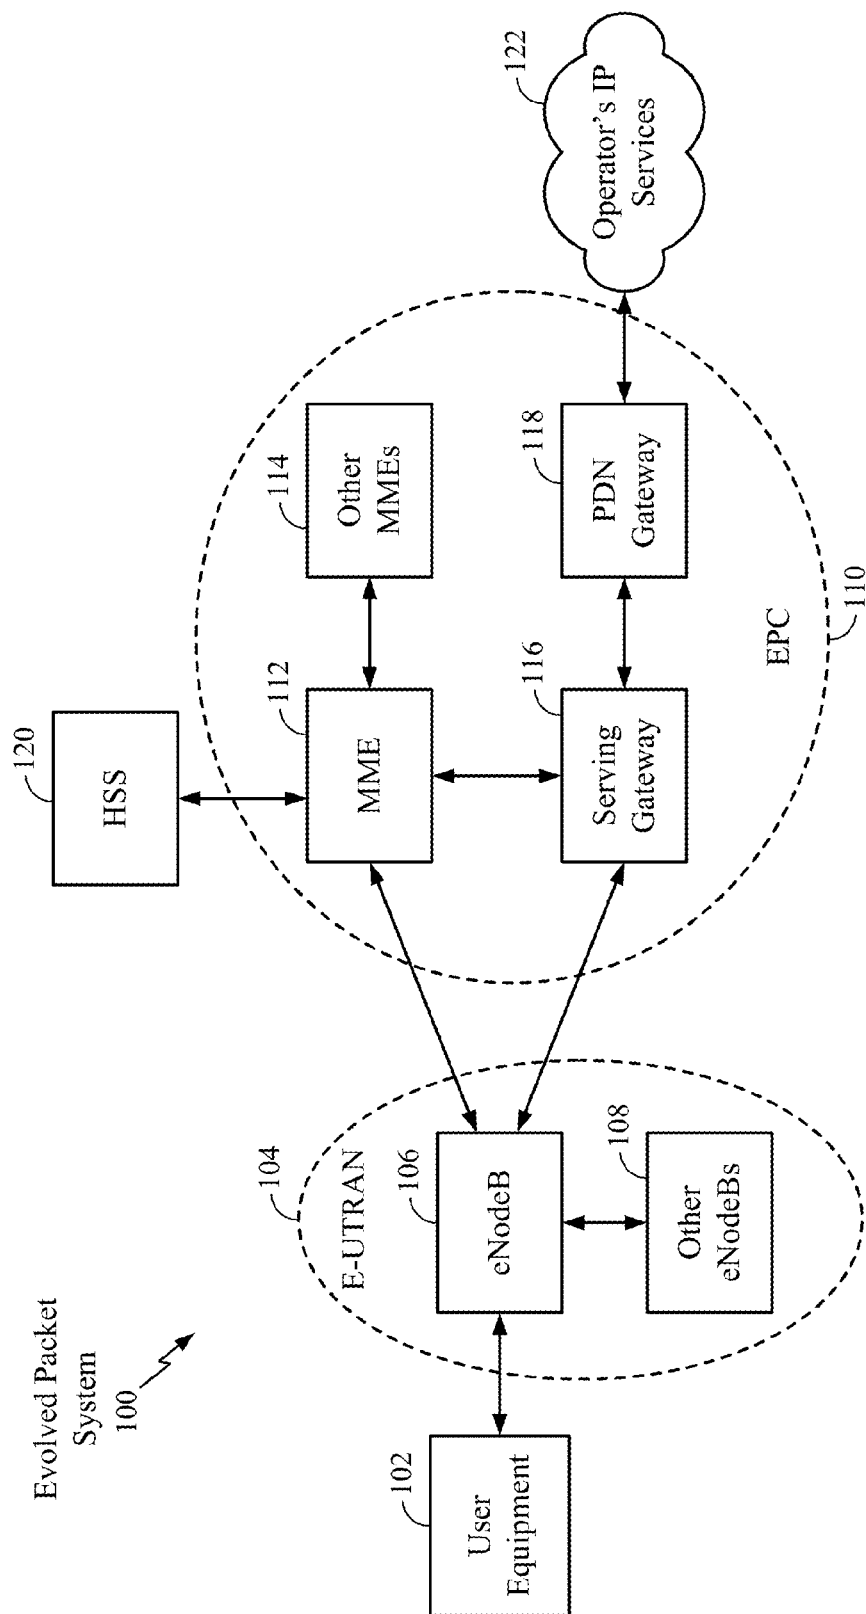 Evolved Packet
System
100
102
User
Equipment
104
E-UTRAN
106
eNodeB
108
Other
eNodeBs
120
HSS
112
MME
114
Other
MMEs
116
Serving
Gateway
118
PDN
Gateway
EPC
110
122
Operator's IP
Services